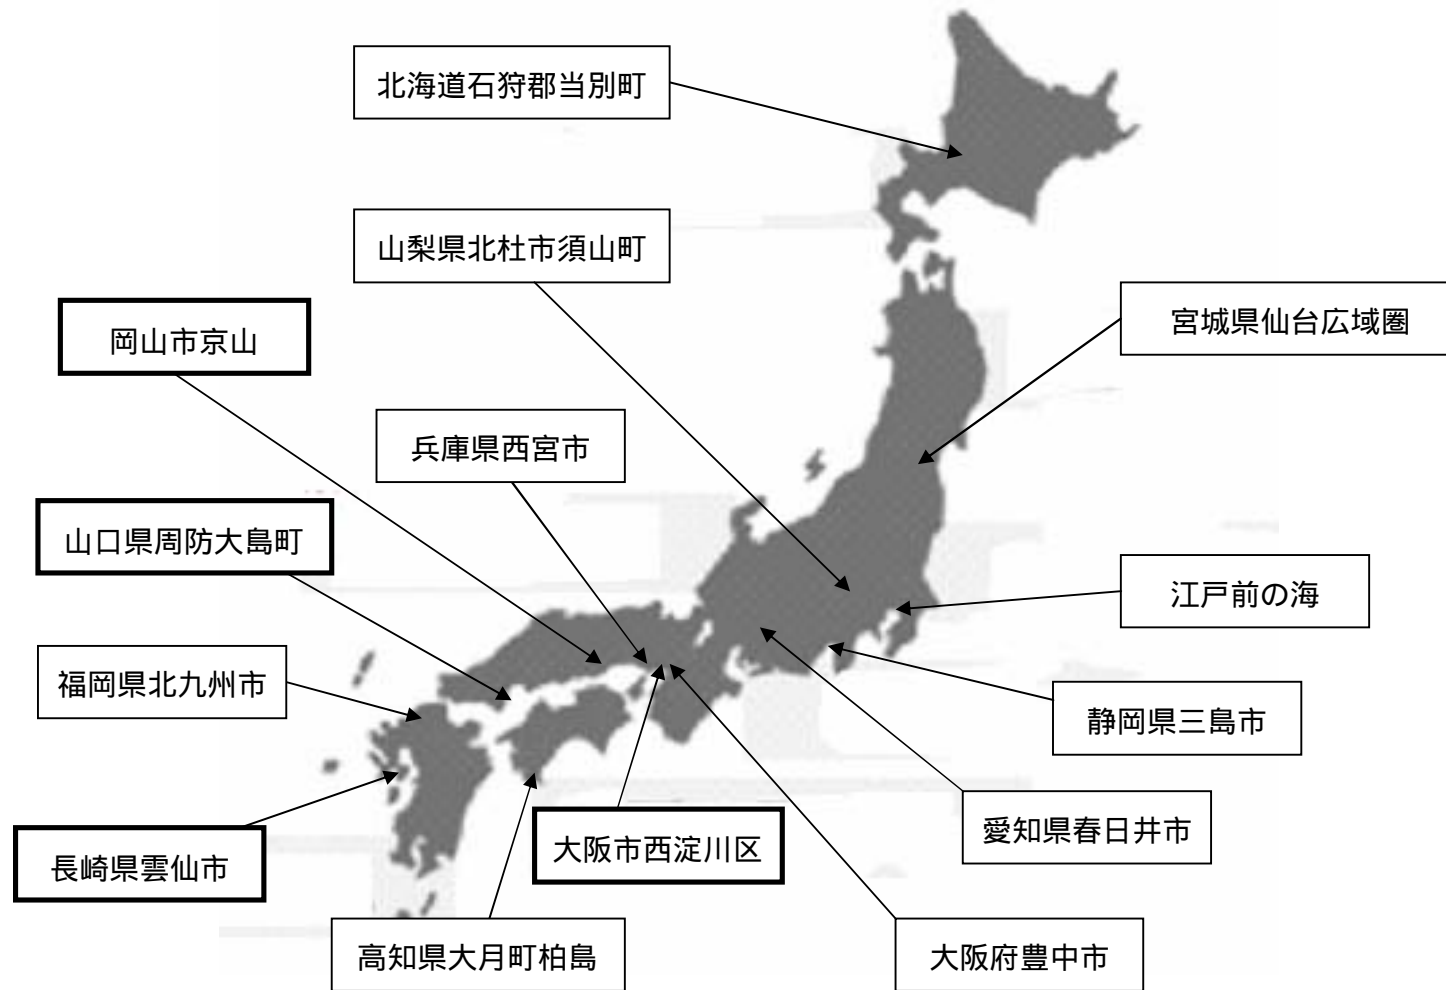 北海道石狩郡当別町
山梨県北杜市須山町
宮城県仙台広域圏
岡山市京山
兵庫県西宮市
山口県周防大島町
江戸前の海
福岡県北九州市
静岡県三島市
愛知県春日井市
大阪市西淀川区
長崎県雲仙市
高知県大月町柏島
大阪府豊中市